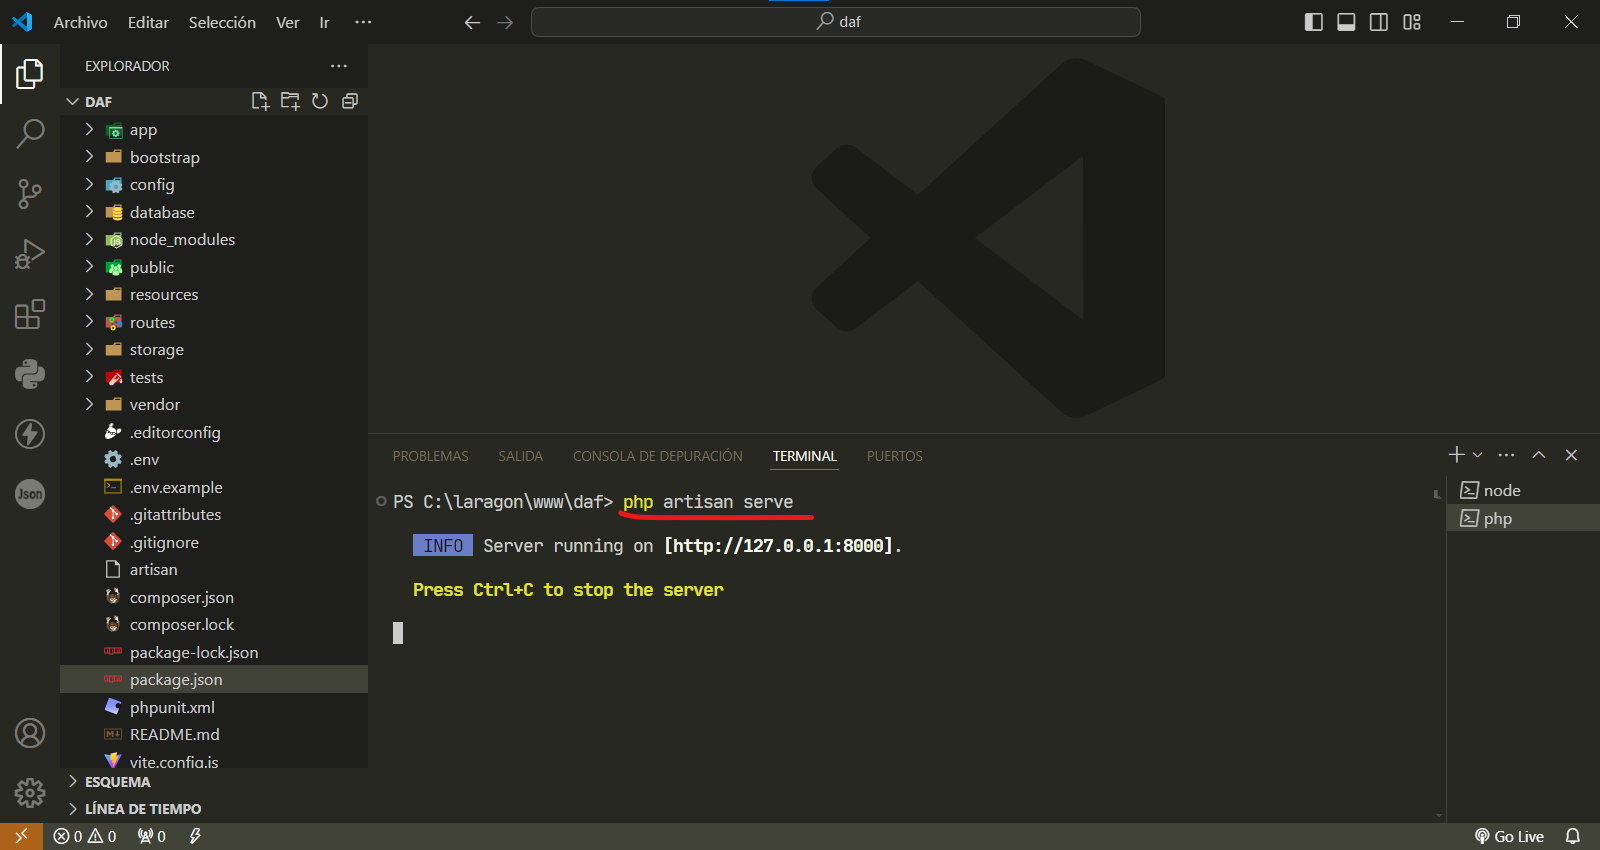 Archivo Editar Selección Ver Ir ···
daf
EXPLORADOR
DAF
app
bootstrap
config
database
node_modules
public
resources
routes
storage
tests
vendor
.editorconfig
.env
.env.example
.gitattributes
.gitignore
artisan
composer.json
composer.lock
package-lock.json
package.json
phpunit.xml
README.md
vite.config.js
ESQUEMA
LÍNEA DE TIEMPO
Json
PROBLEMAS SALIDA CONSOLA DE DEPURACIÓN TERMINAL PUERTOS
PS C:\laragon\www\daf> php artisan serve
INFO Server running on [http://127.0.0.1:8000].
Press Ctrl+C to stop the server
node
php
0 0 0
Go Live